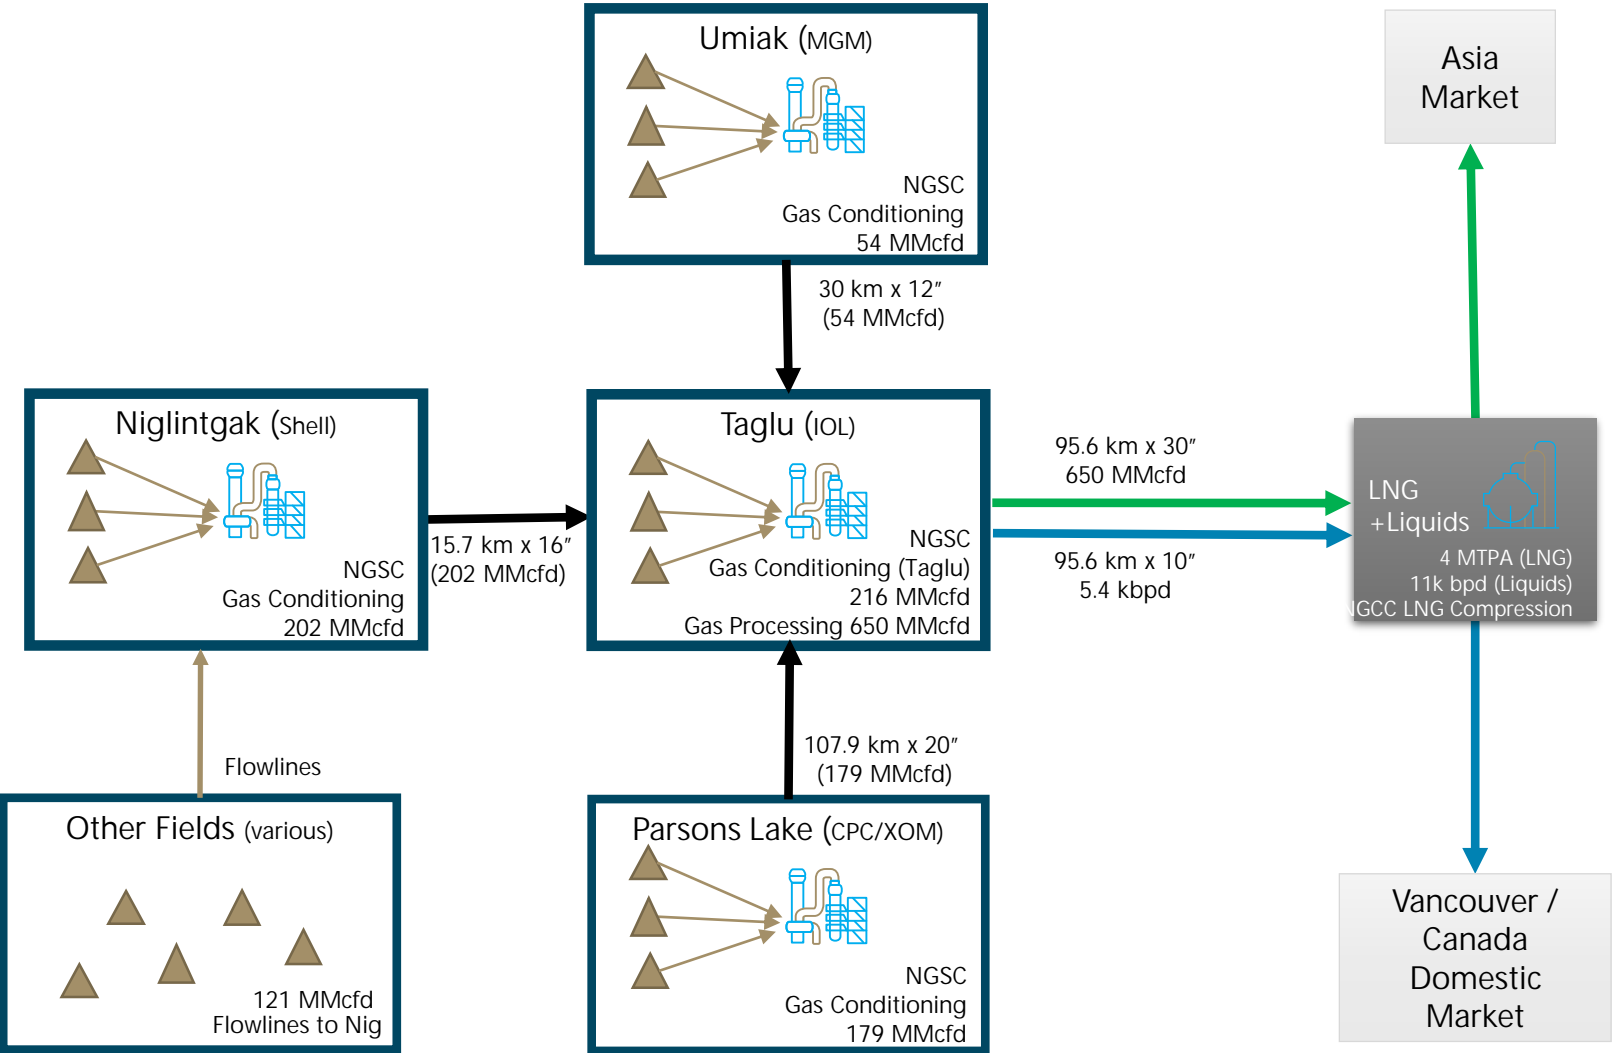 Umiak (MGM)
NGSC
Gas Conditioning
54 MMcfd
Asia
Market
30 km x 12″
(54 MMcfd)
Niglintgak (Shell)
NGSC
Gas Conditioning
202 MMcfd
15.7 km x 16″
(202 MMcfd)
Taglu (IOL)
NGSC
Gas Conditioning (Taglu)
216 MMcfd
Gas Processing 650 MMcfd
95.6 km x 30″
650 MMcfd
95.6 km x 10″
5.4 kbpd
LNG
+Liquids
4 MTPA (LNG)
11k bpd (Liquids)
NGCC LNG Compression
Flowlines
107.9 km x 20″
(179 MMcfd)
Other Fields (various)
121 MMcfd
Flowlines to Nig
Parsons Lake (CPC/XOM)
NGSC
Gas Conditioning
179 MMcfd
Vancouver /
Canada
Domestic
Market